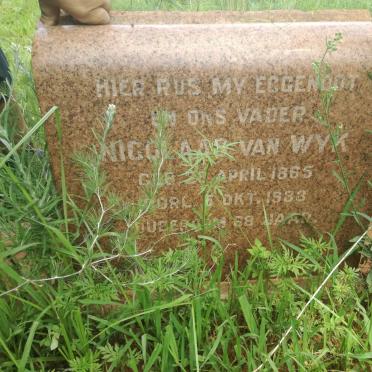 HIER RUS MY EGGENOOT
EN ONS VADER
NICOLAAS VAN WYK
GEB. APRIL 1865
OORL. OKT. 1933
OUDERDOM 68 JAAR